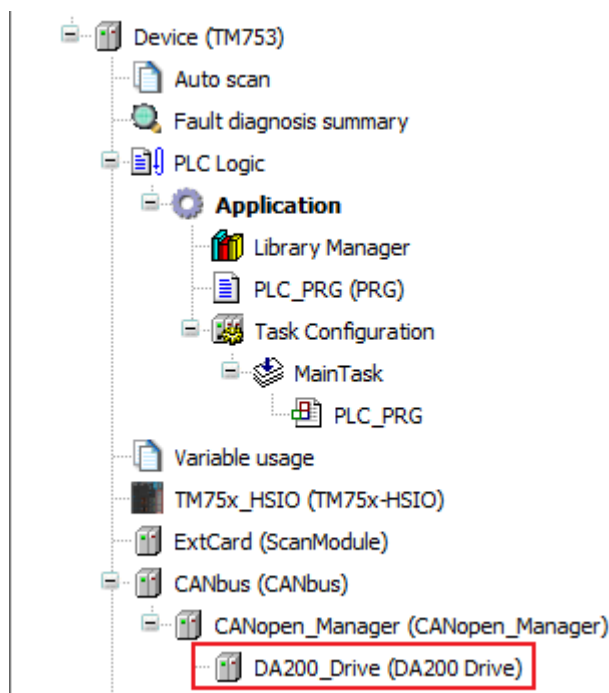 Device (TM753)
Auto scan
Fault diagnosis summary
PLC Logic
Application
Library Manager
PLC_PRG (PRG)
Task Configuration
MainTask
PLC_PRG
Variable usage
TM75x_HSIO (TM75x-HSIO)
ExtCard (ScanModule)
CANbus (CANbus)
CANopen_Manager (CANopen_Manager)
DA200_Drive (DA200 Drive)